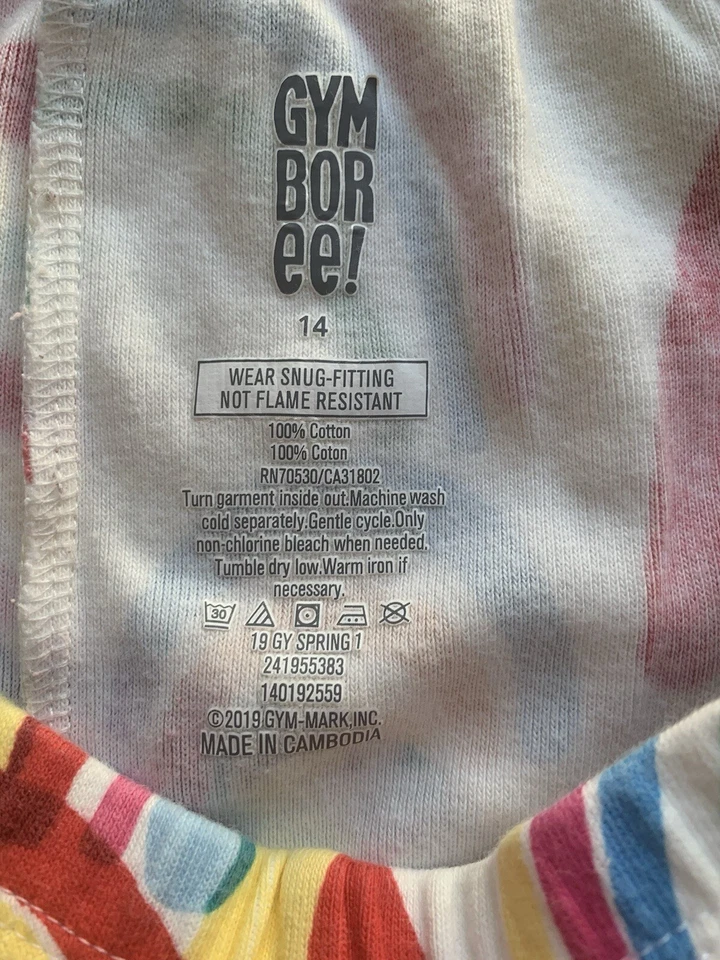 GYM
BOR
ee!
14
WEAR SNUG-FITTING
NOT FLAME RESISTANT
100% Cotton
100% Coton
RN70530/CA31802
Turn garment inside out.Machine wash
cold separately.Gentle cycle.Only
non-chlorine bleach when needed.
Tumble dry low.Warm iron if
necessary.
30
19 GY SPRING 1
241955383
140192559
©2019 GYM-MARK,INC.
MADE IN CAMBODIA